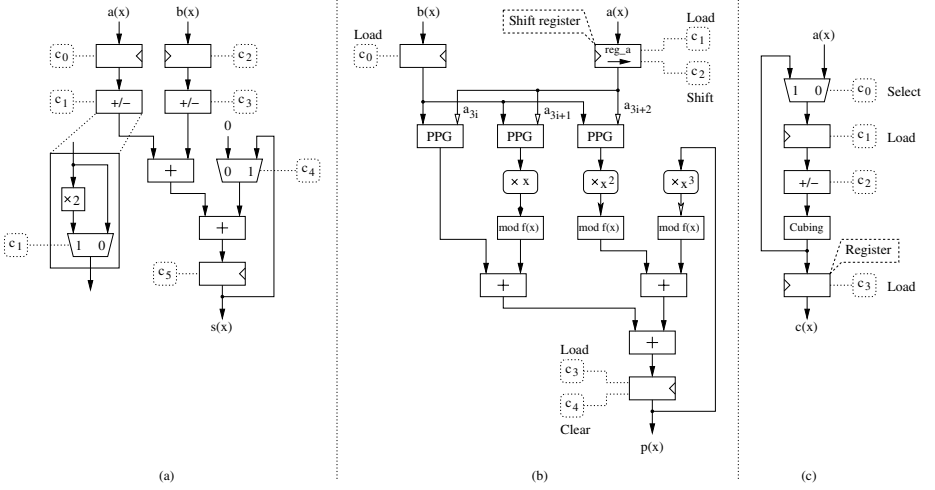 a(x) b(x)
c0 c2
c1 +/- +/- c3
0
+ 0 1 c4
×2
+
c1 1 0
c5
s(x)
(a)
b(x) a(x)
Shift register Load
Load reg_a c1
c0 c2
Shift
a3i a3i+1 a3i+2
PPG PPG PPG
× x ×x2 ×x3
mod f(x) mod f(x) mod f(x)
+ +
+
Load
c3
c4
Clear
p(x)
(b)
a(x)
1 0 c0 Select
c1 Load
+/- c2
Cubing
Register
c3 Load
c(x)
(c)